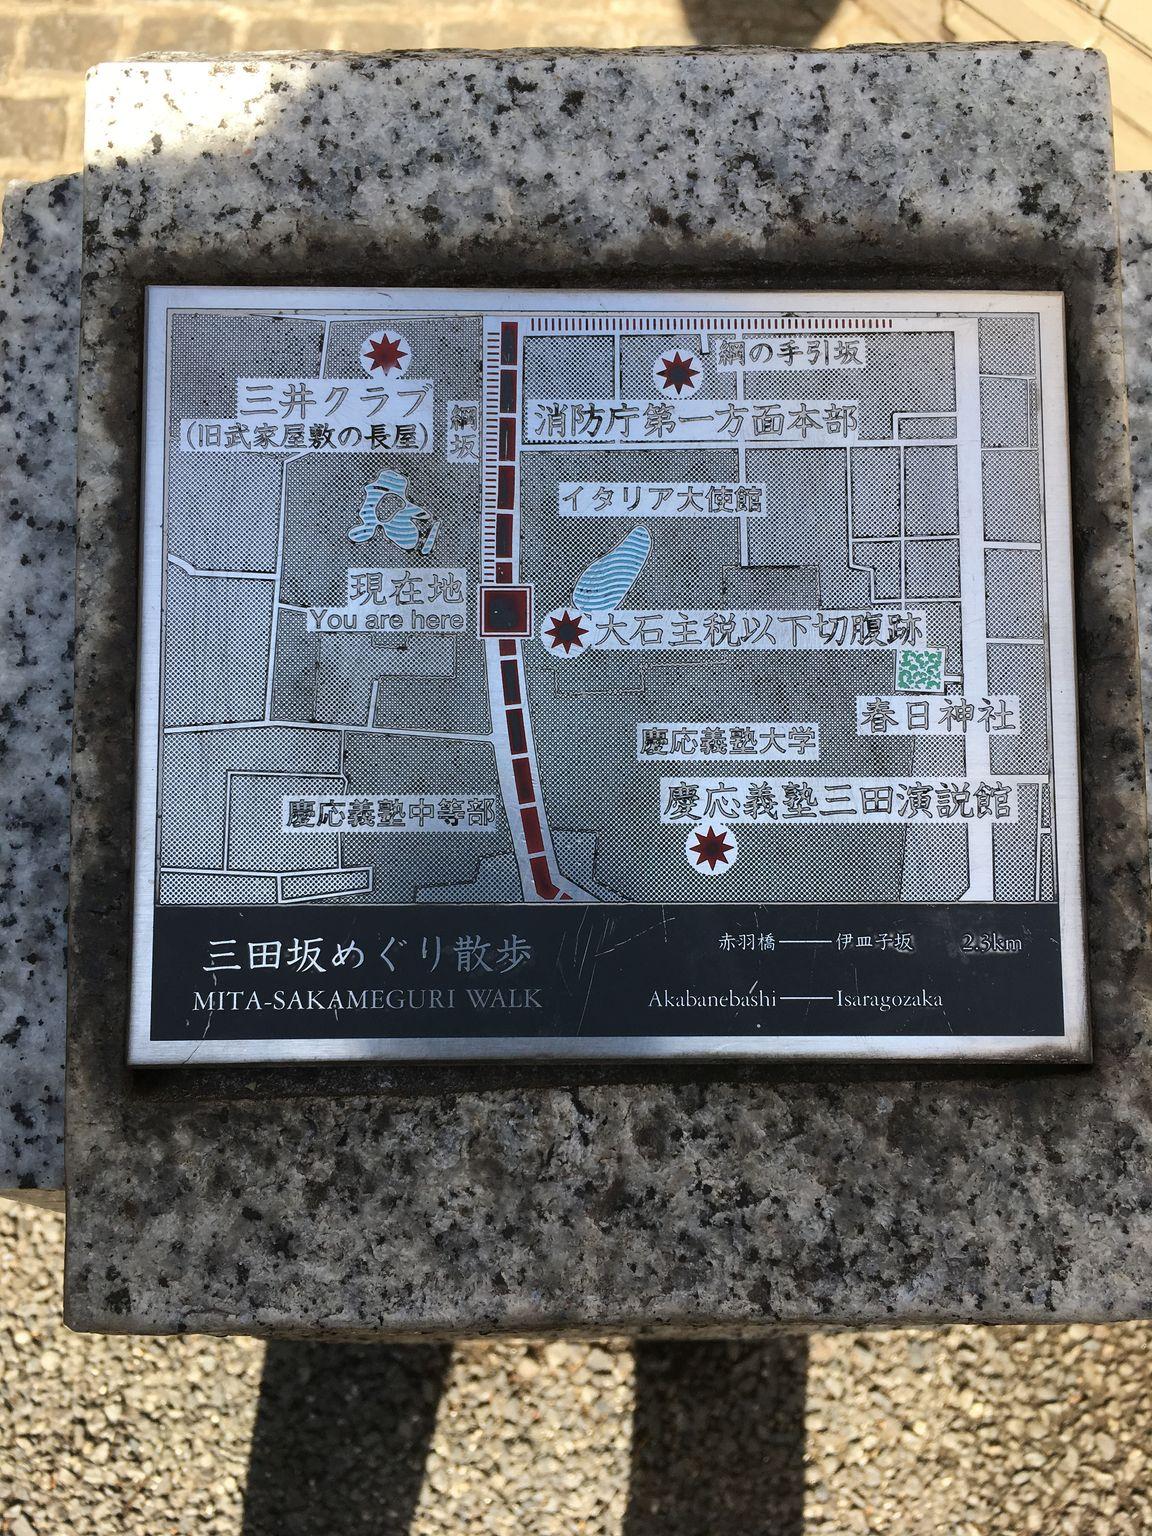 綱の手引坂
三井クラブ
(旧武家屋敷の長屋)
綱坂
消防庁第一方面本部
イタリア大使館
現在地
You are here
大石主税以下切腹跡
春日神社
慶応義塾大学
慶応義塾三田演説館
慶応義塾中等部
三田坂めぐり散歩
MITA-SAKAMEGURI WALK
赤羽橋——伊皿子坂 2.3km
Akabanebashi——Isaragozaka